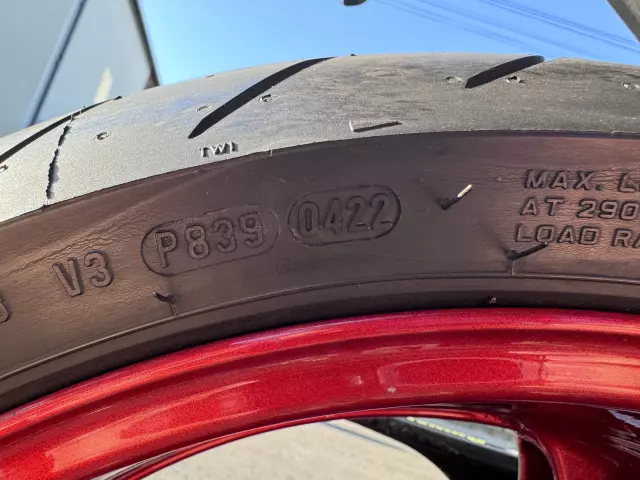 TWI
V3 P839 0422
MAX. L
AT 290
LOAD RA